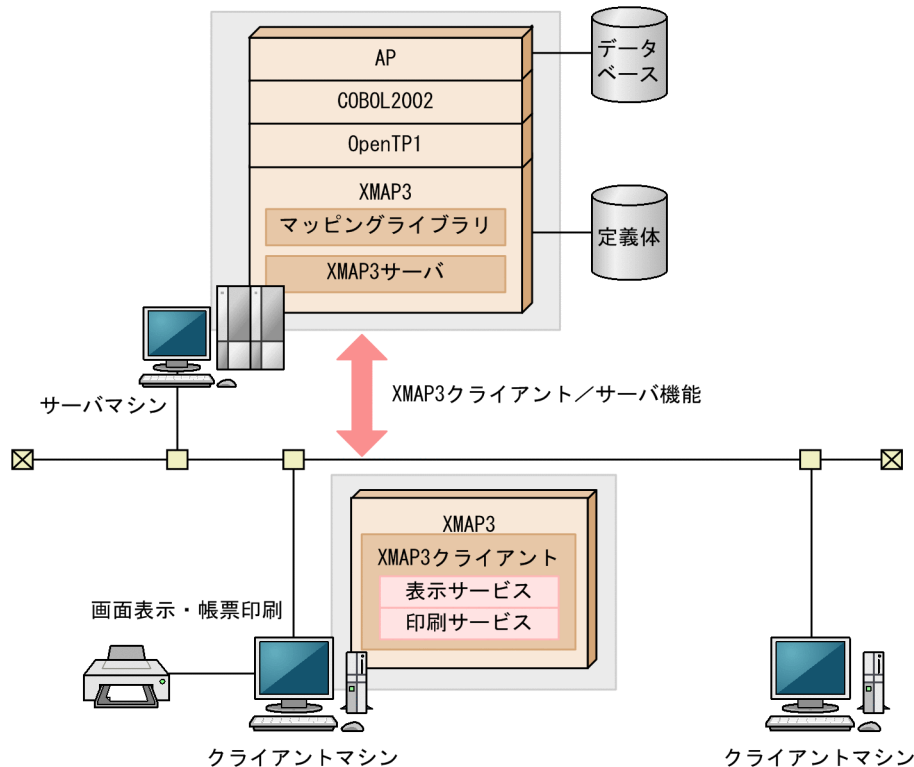 AP
データ
ベース
COBOL2002
OpenTP1
XMAP3
マッピングライブラリ
定義体
XMAP3サーバ
サーバマシン
XMAP3クライアント／サーバ機能
XMAP3
XMAP3クライアント
表示サービス
印刷サービス
画面表示・帳票印刷
クライアントマシン
クライアントマシン